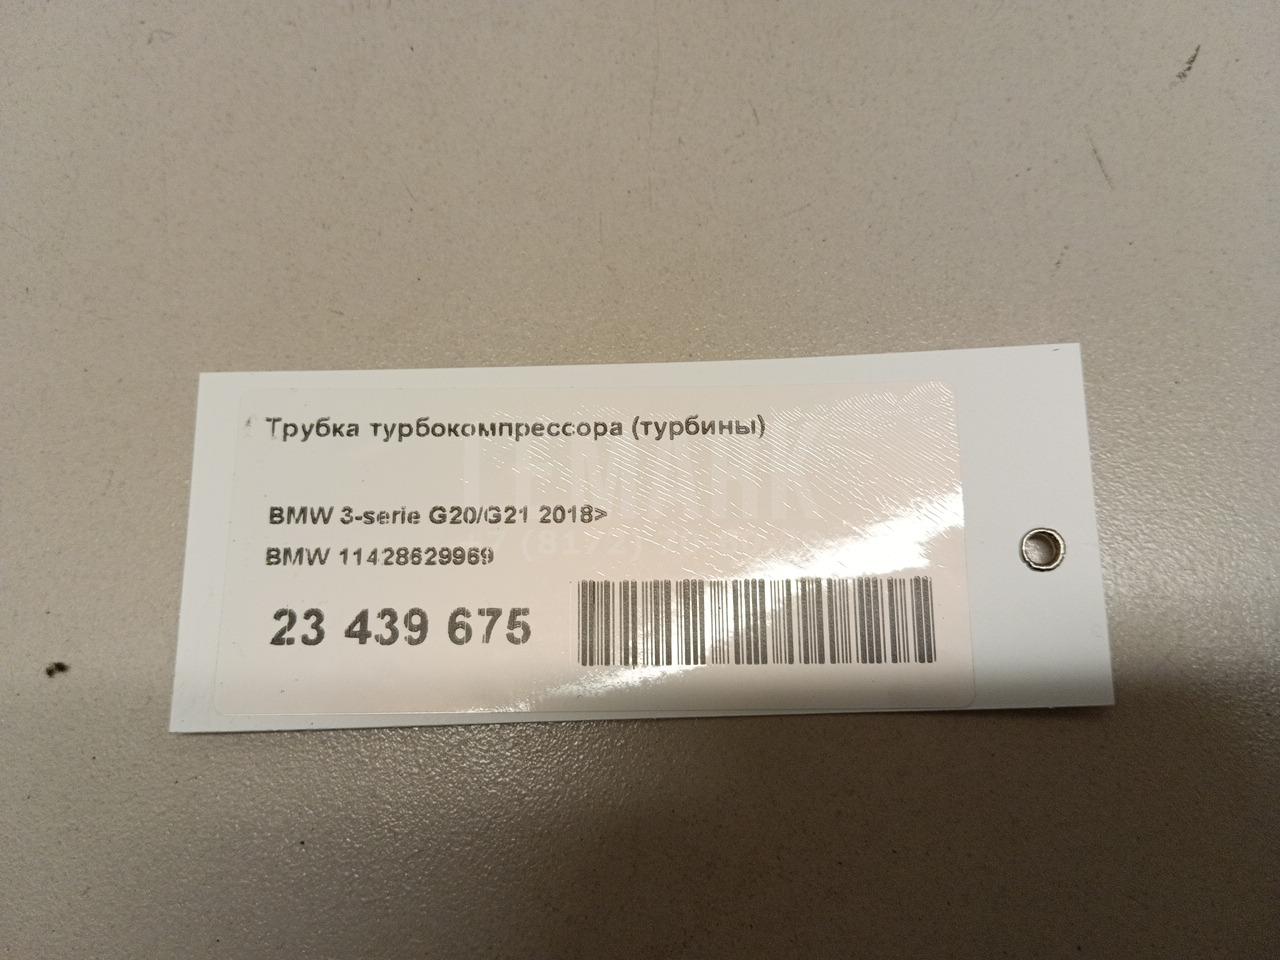 Трубка турбокомпрессора (турбины)
BMW 3-serie G20/G21 2018>
BMW 11428629969
23 439 675